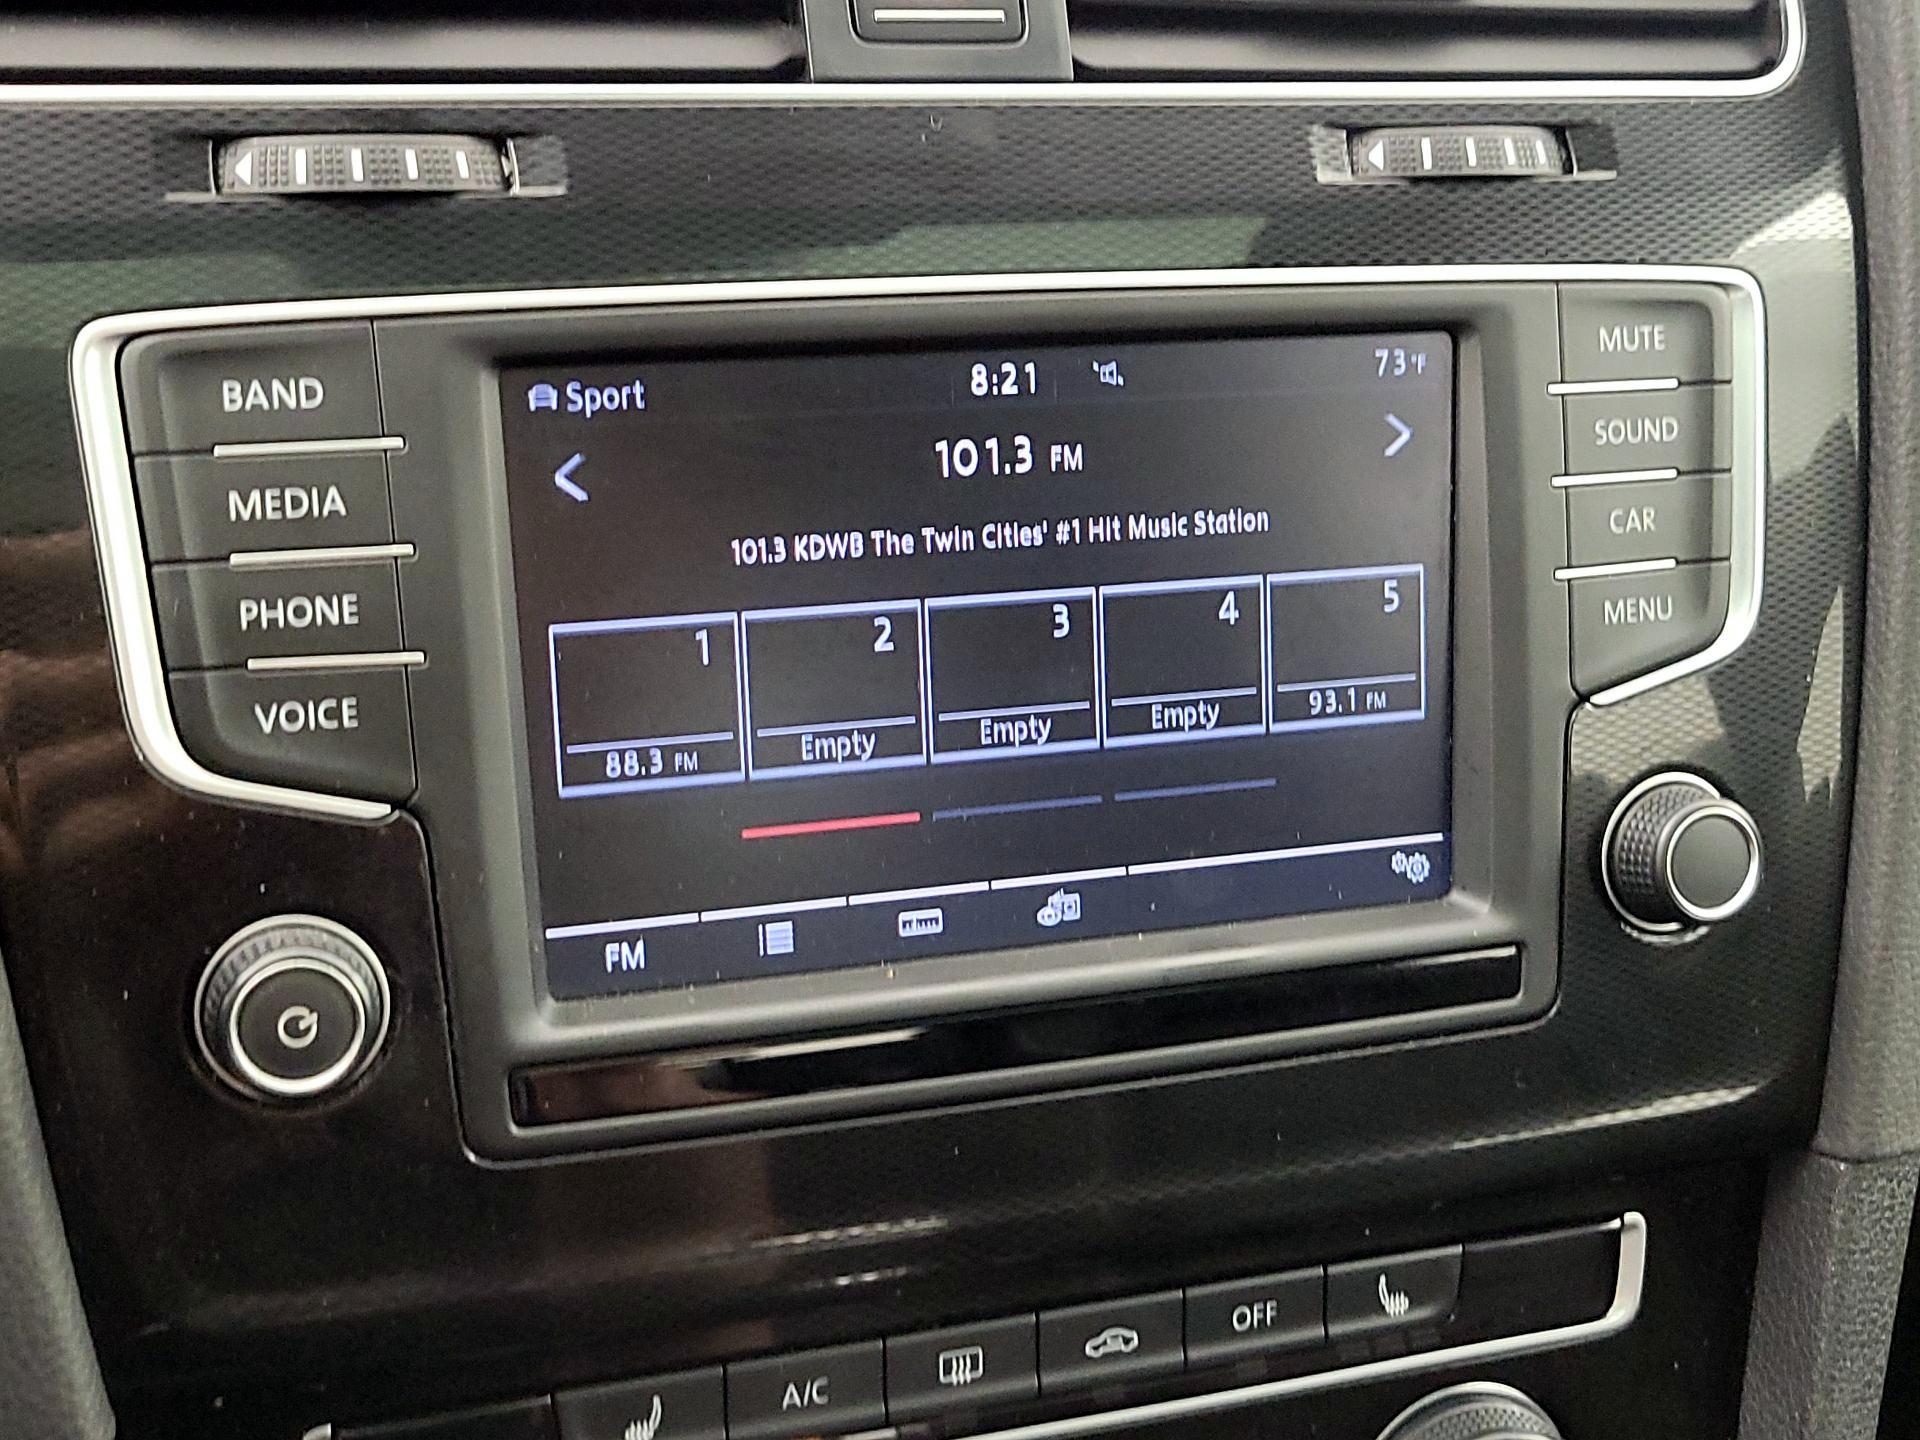 BAND
MEDIA
PHONE
VOICE
Sport
8:21
73°F
101.3 FM
101.3 KDWB The Twin Cities' #1 Hit Music Station
1
88.3 FM
2
Empty
3
Empty
4
Empty
5
93.1 FM
FM
MUTE
SOUND
CAR
MENU
A/C
OFF